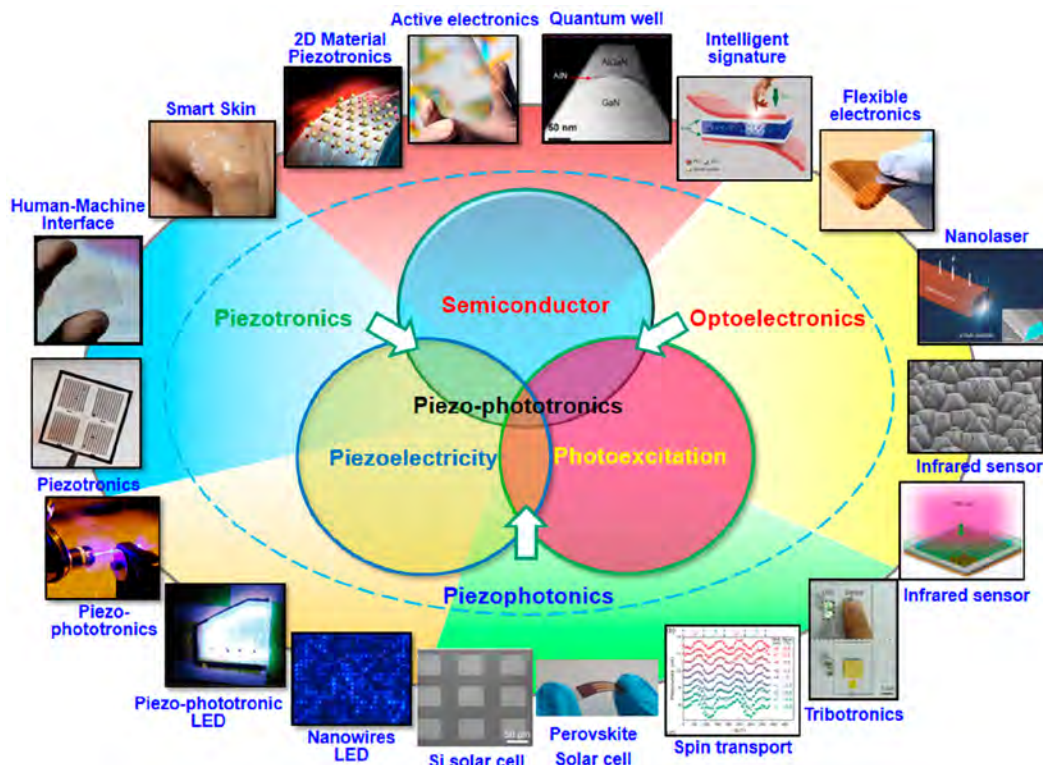 Active electronics
Quantum well
2D Material
Piezotronics
Intelligent
signature
AlGaN
AlN
GaN
50 nm
Smart Skin
Flexible
electronics
Human-Machine
Interface
Nanolaser
Semiconductor
Piezotronics
Optoelectronics
Piezo-phototronics
Piezoelectricity
Photoexcitation
Piezophotonics
Piezotronics
Infrared sensor
Piezo-
phototronics
Infrared sensor
Piezo-phototronic
LED
Nanowires
LED
50 μm
Si solar cell
Perovskite
Solar cell
Spin transport
Tribotronics